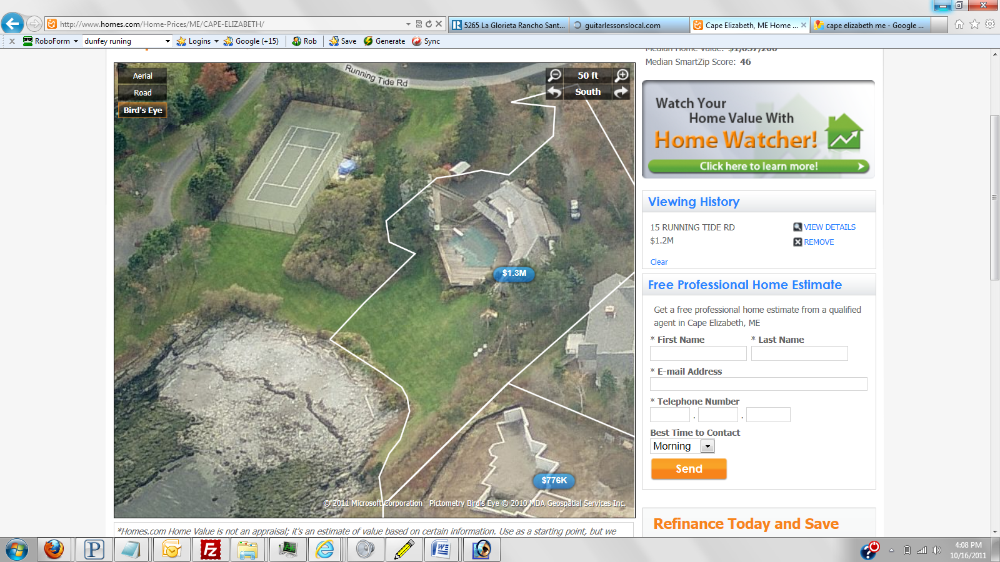 http://www.homes.com/Home-Prices/ME/CAPE-ELIZABETH/
5265 La Glorieta Rancho Sant...
guitarlessonslocal.com
Cape Elizabeth, ME Home ...
cape elizabeth me - Google ...
RoboForm
dunfey runing
Logins
Google (+15)
Rob
Save
Generate
Sync
Aerial
Road
Bird's Eye
Running Tide Rd
50 ft
South
$1.3M
$776K
© 2011 Microsoft Corporation Pictometry Bird's Eye © 2010 MDA Geospatial Services Inc.
*Homes.com Home Value is not an appraisal; it's an estimate of value based on certain information. Use as a starting point, but we
Median Home Value: $1,057,200
Median SmartZip Score: 46
Watch Your
Home Value With
Home Watcher!
Click here to learn more!
Viewing History
15 RUNNING TIDE RD
VIEW DETAILS
$1.2M
REMOVE
Clear
Free Professional Home Estimate
Get a free professional home estimate from a qualified
agent in Cape Elizabeth, ME
* First Name
* Last Name
* E-mail Address
* Telephone Number
. .
Best Time to Contact
Morning
Send
Refinance Today and Save
4:08 PM
10/16/2011